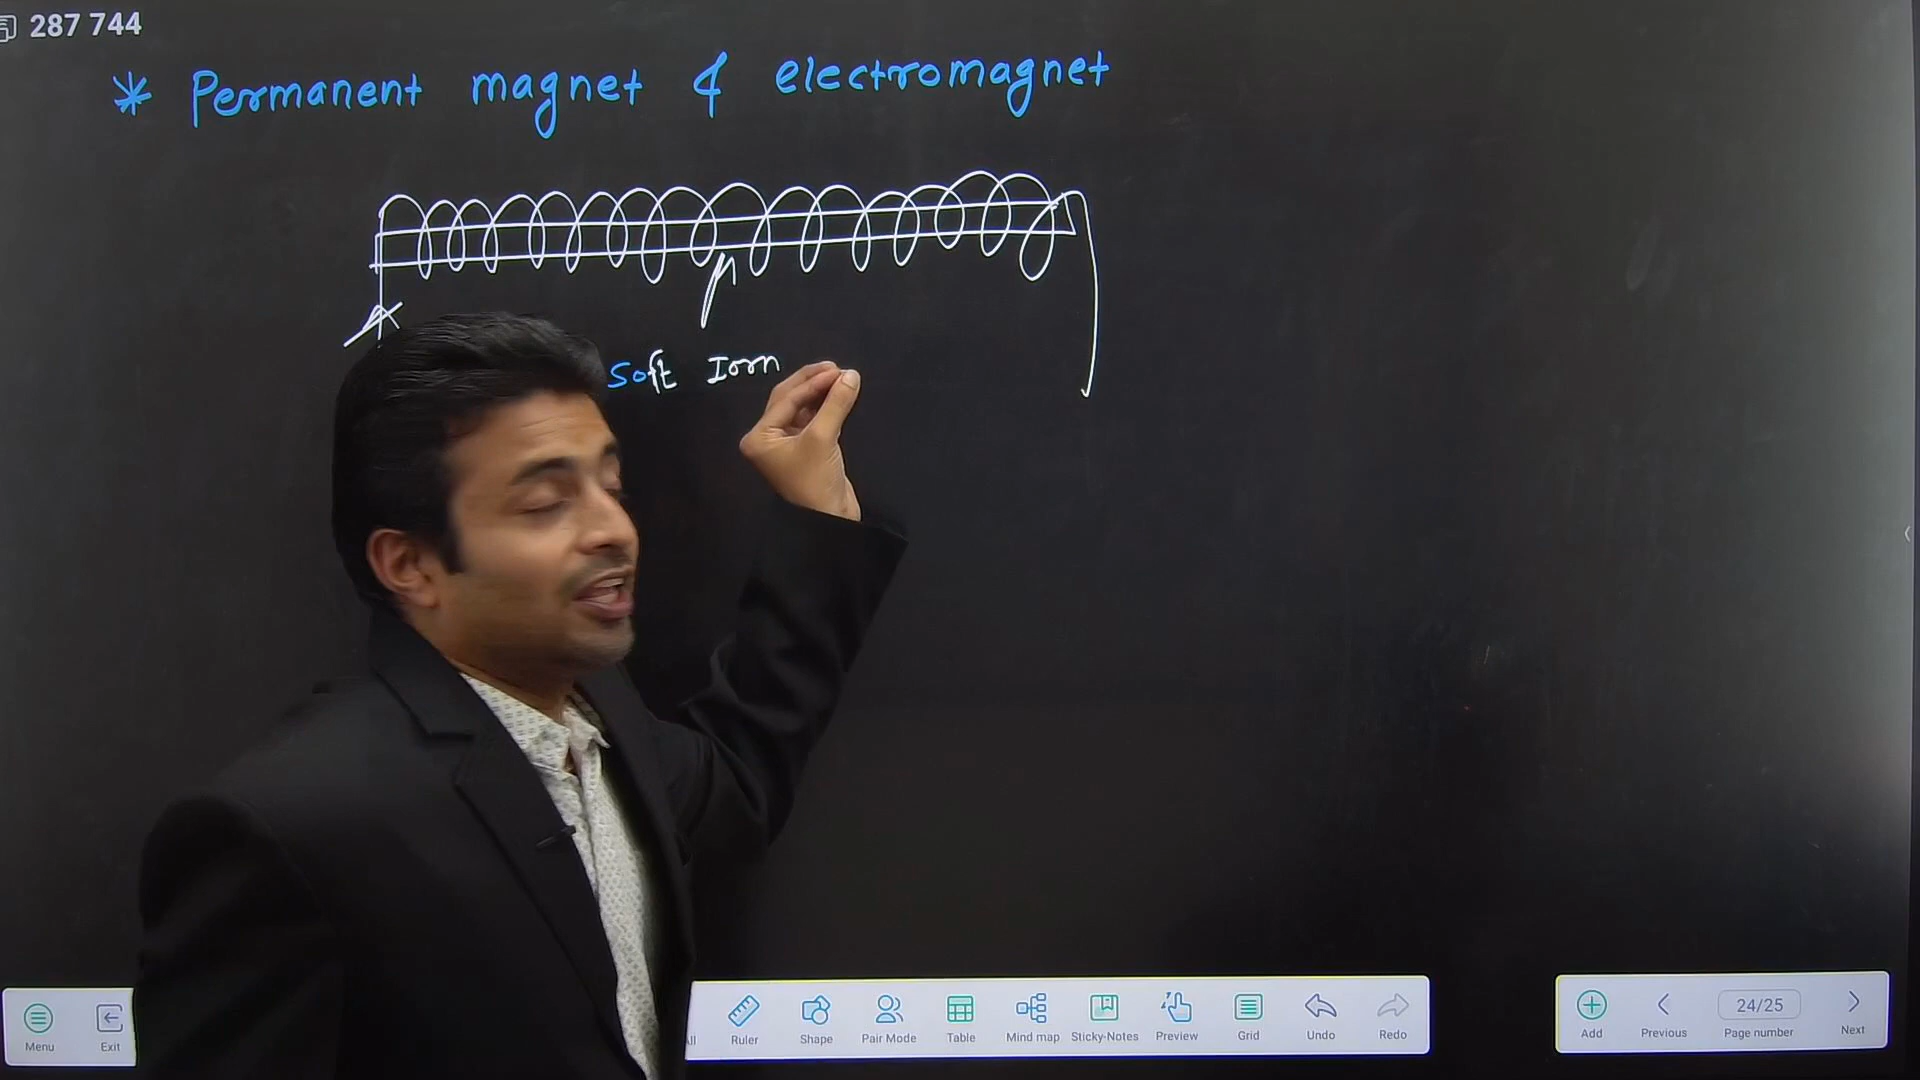 287 744
* Permanent magnet & electromagnet
Soft Iorn
Menu Exit Ruler Shape Pair Mode Table Mind map Sticky-Notes Preview Grid Undo Redo Add Previous 24/25 Page number Next